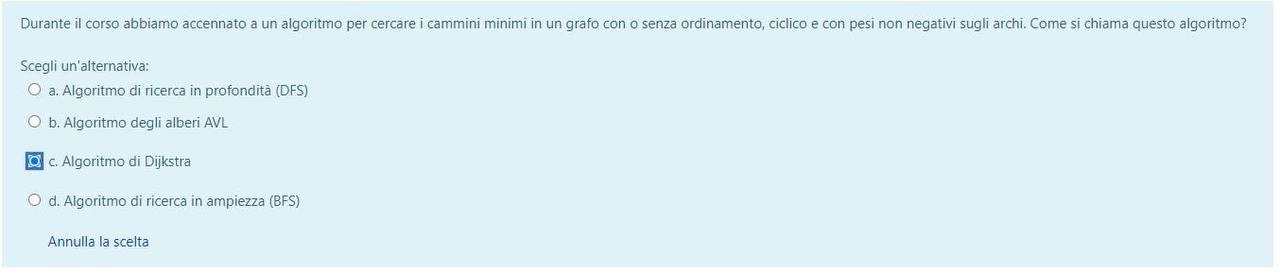 Durante il corso abbiamo accennato a un algoritmo per cercare i cammini minimi in un grafo con o senza ordinamento, ciclico e con pesi non negativi sugli archi. Come si chiama questo algoritmo?
Scegli un'alternativa:
a. Algoritmo di ricerca in profondità (DFS)
b. Algoritmo degli alberi AVL
c. Algoritmo di Dijkstra
d. Algoritmo di ricerca in ampiezza (BFS)
Annulla la scelta